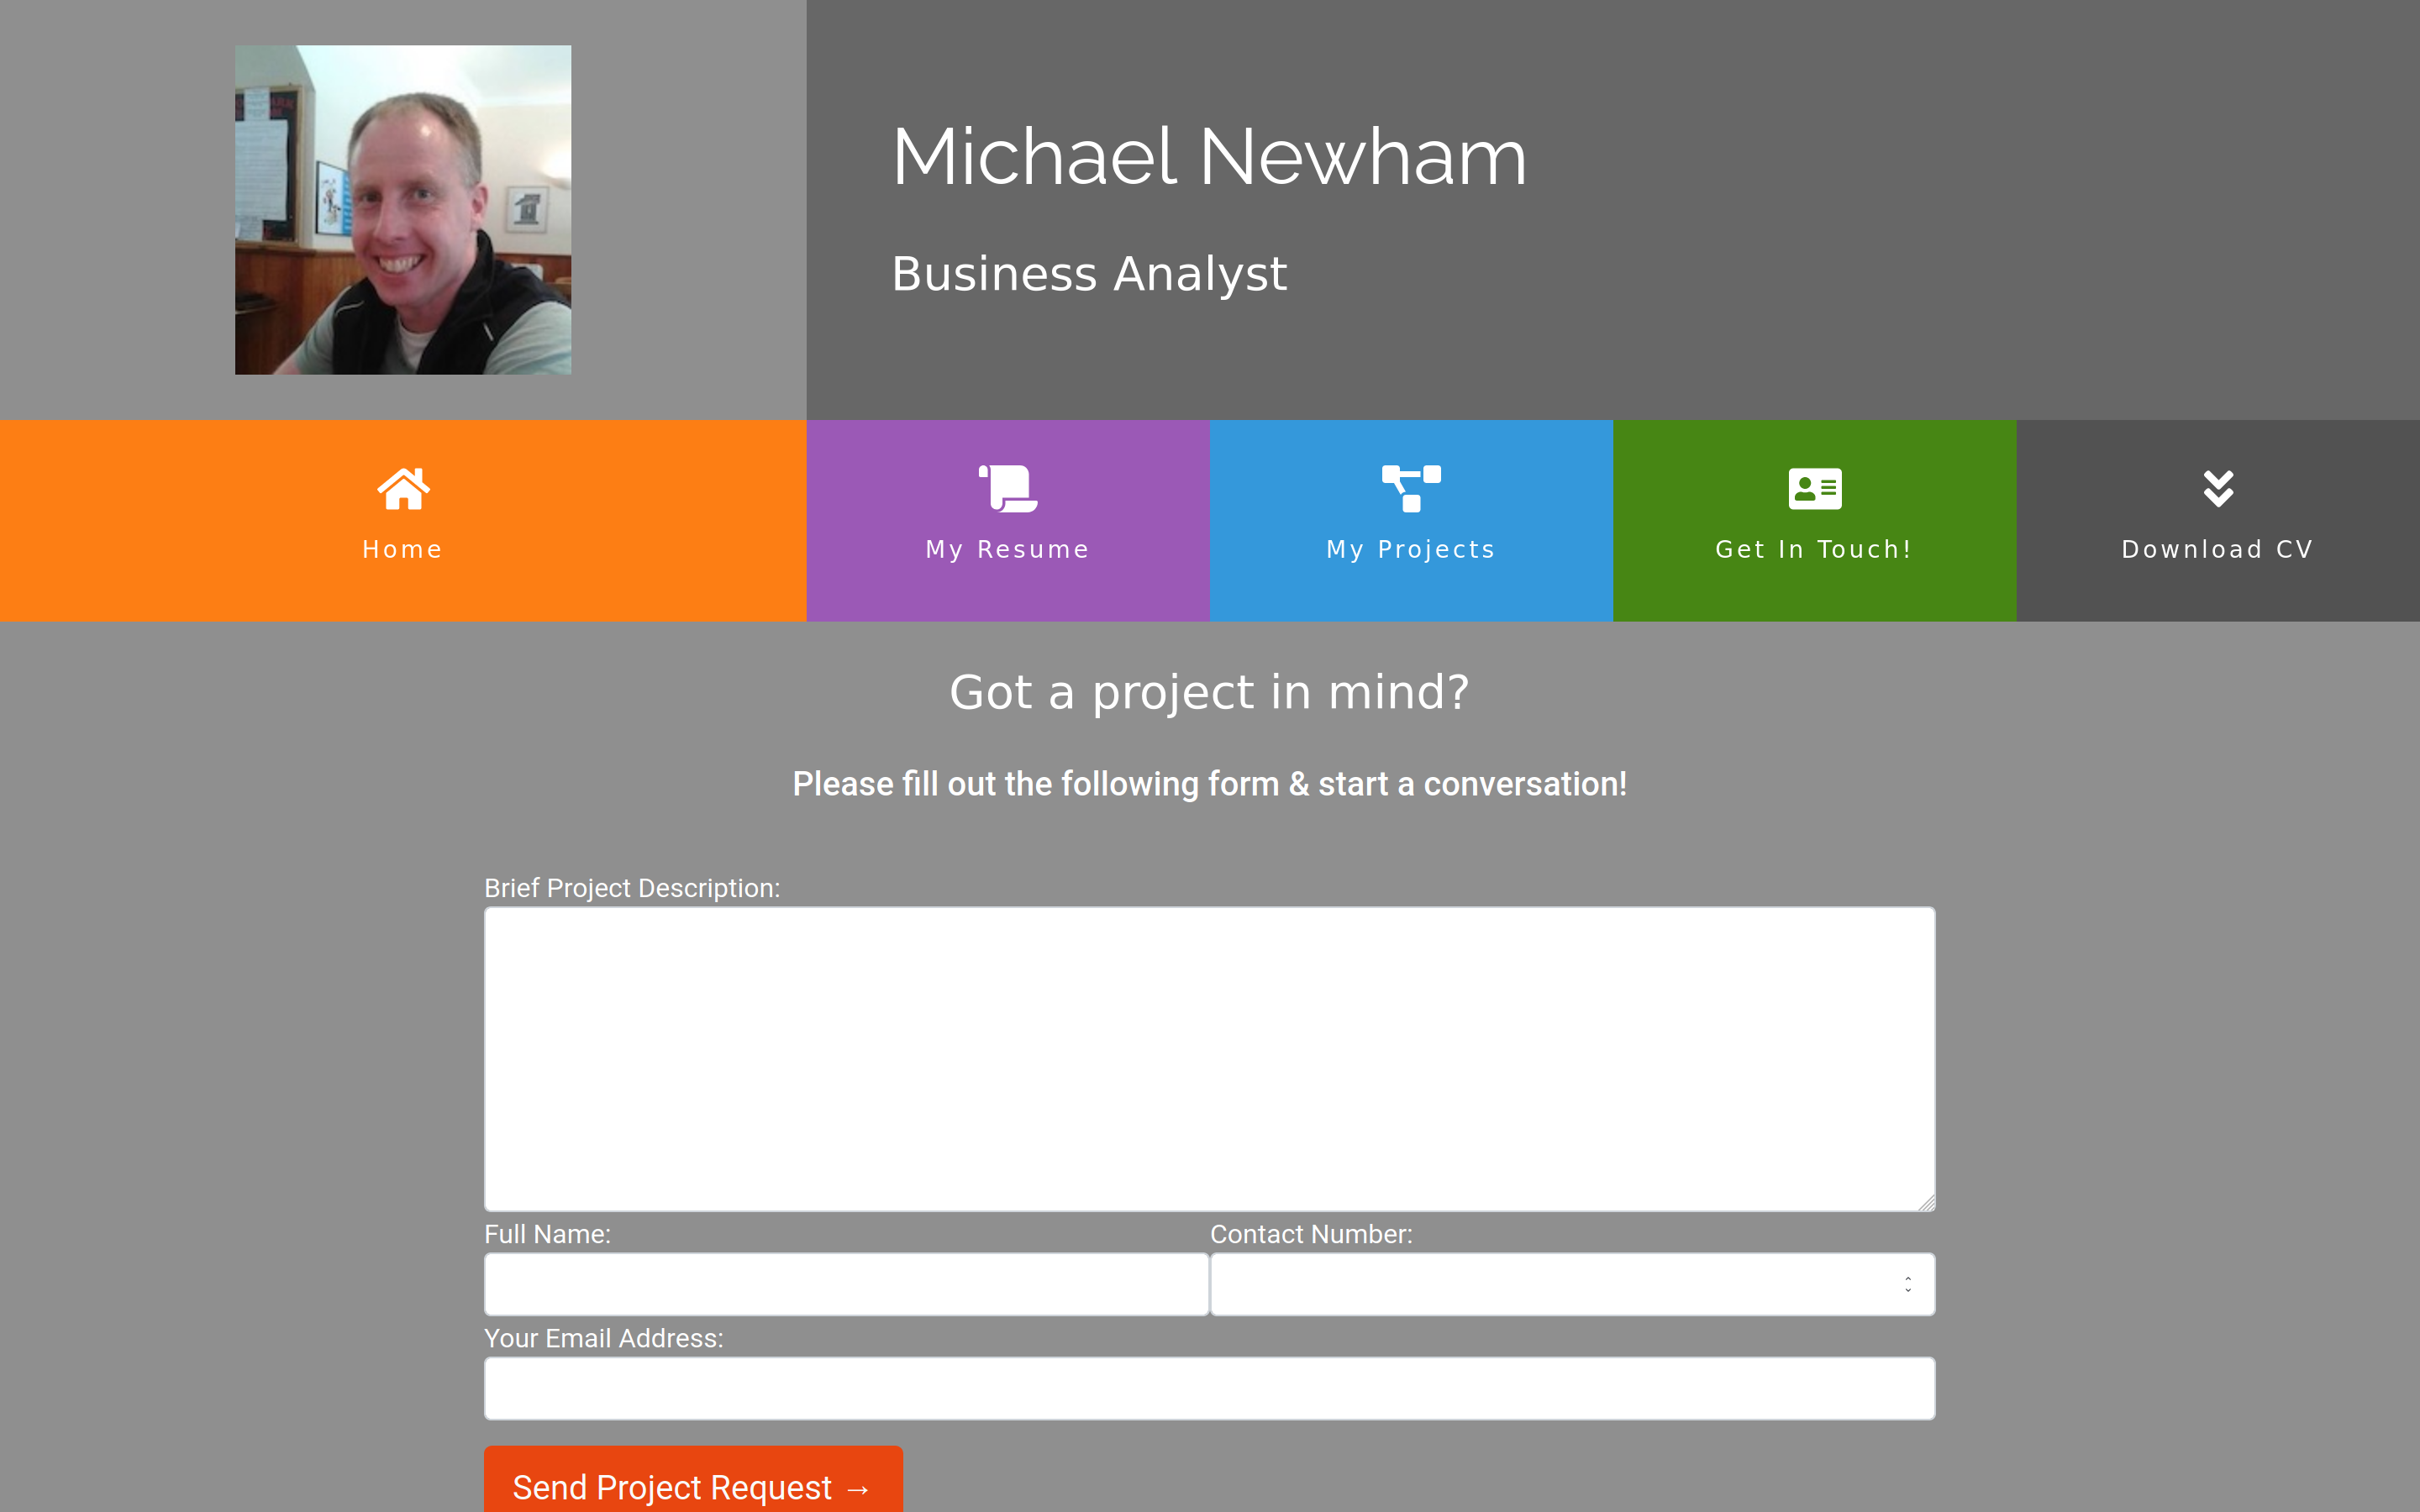 Michael Newham
Business Analyst
Home
My Resume
My Projects
Get In Touch!
Download CV
Got a project in mind?
Please fill out the following form & start a conversation!
Brief Project Description:
Full Name:
Contact Number:
Your Email Address:
Send Project Request →